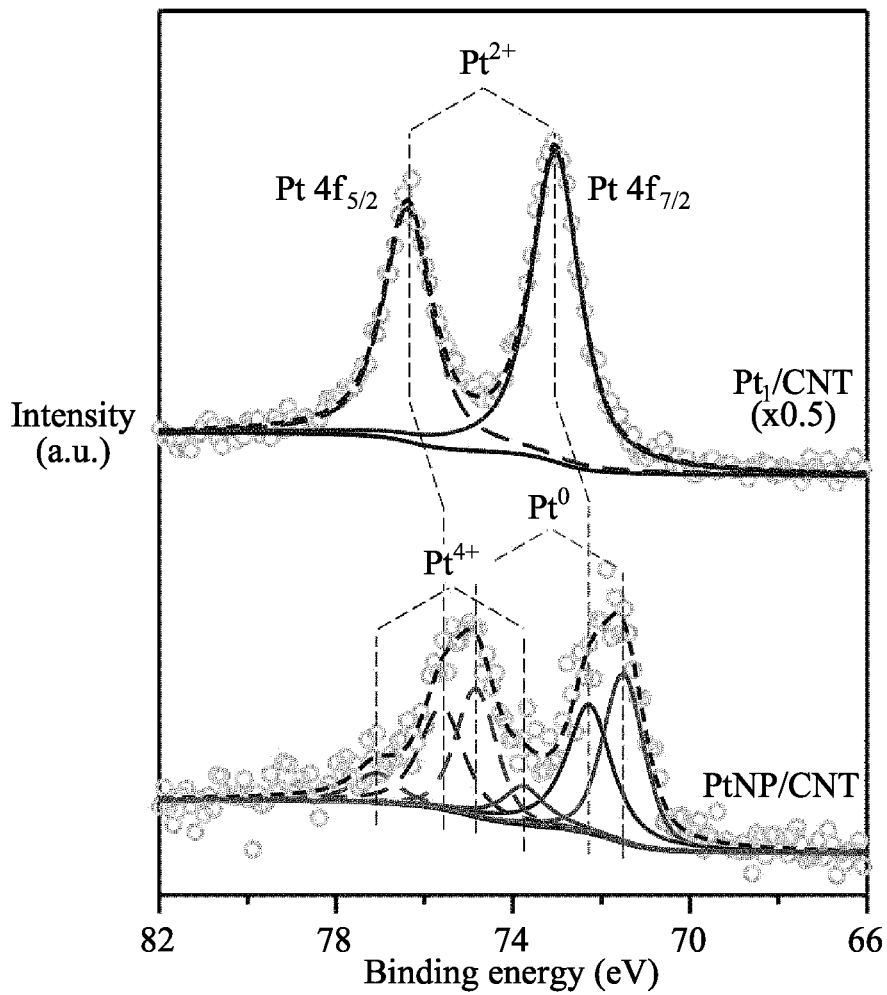 Pt²⁺
Pt 4f₅/₂
Pt 4f₇/₂
Pt₁/CNT
(x0.5)
Intensity
(a.u.)
Pt⁰
Pt⁴⁺
PtNP/CNT
82
78
74
70
66
Binding energy (eV)